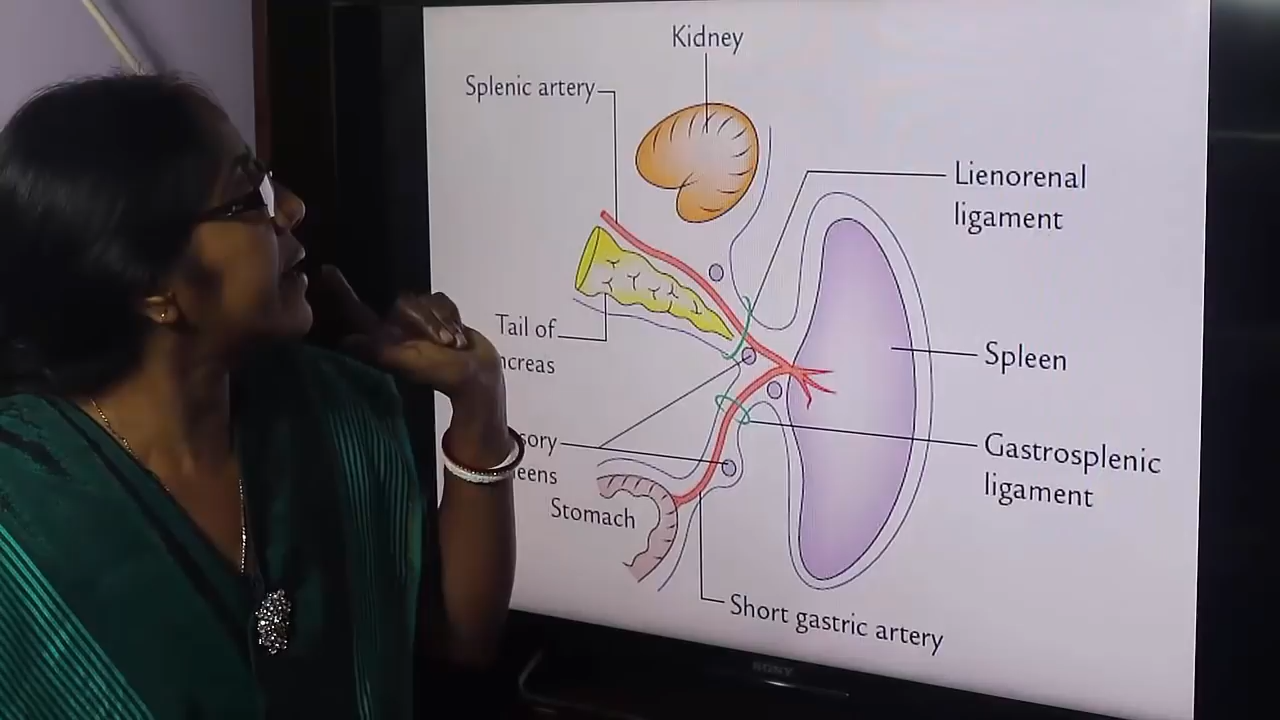 Kidney
Splenic artery
Lienorenal
ligament
Tail of
Spleen
Gastrosplenic
ligament
Stomach
Short gastric artery
SONY